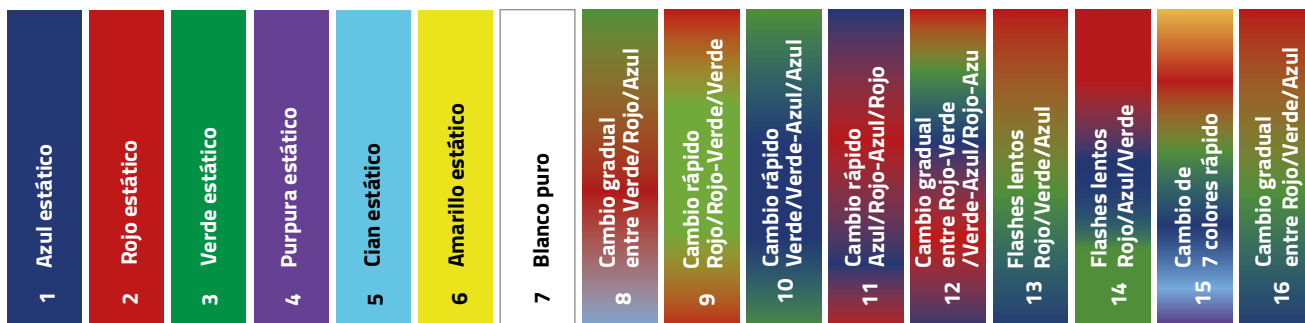 1 Azul estático
2 Rojo estático
3 Verde estático
4 Purpura estático
5 Cian estático
6 Amarillo estático
7 Blanco puro
8 Cambio gradual
entre Verde/Rojo/Azul
9 Cambio rápido
Rojo/Rojo-Verde/Verde
10 Cambio rápido
Verde/Verde-Azul/Azul
11 Cambio rápido
Azul/Rojo-Azul/Rojo
12 Cambio gradual
entre Rojo-Verde
/Verde-Azul/Rojo-Azu
13 Flashes lentos
Rojo/Verde/Azul
14 Flashes lentos
Rojo/Azul/Verde
15 Cambio de
7 colores rápido
16 Cambio gradual
entre Rojo/Verde/Azul